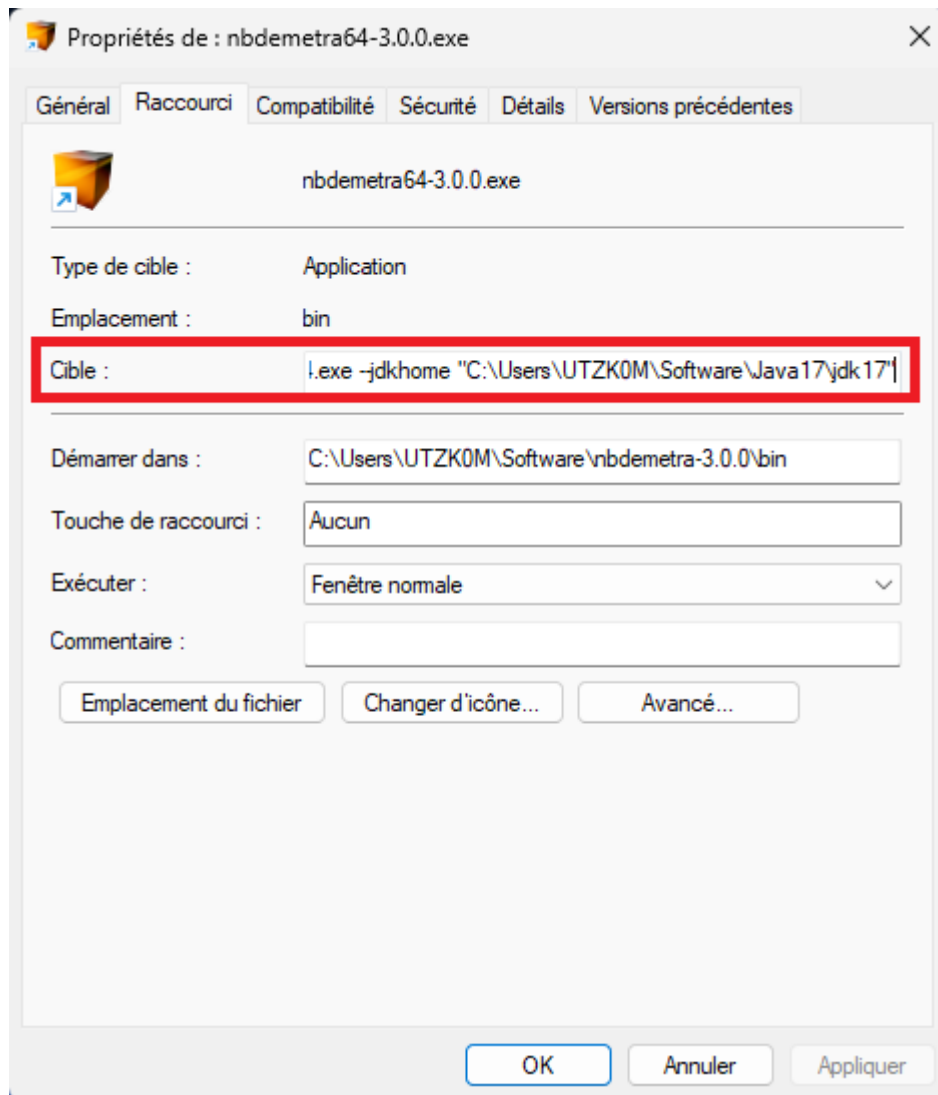 Propriétés de : nbdemetra64-3.0.0.exe
Général Raccourci Compatibilité Sécurité Détails Versions précédentes
nbdemetra64-3.0.0.exe
Type de cible : Application
Emplacement : bin
Cible : 4.exe --jdkhome "C:\Users\UTZK0M\Software\Java17\jdk17"
Démarrer dans : C:\Users\UTZK0M\Software\nbdemetra-3.0.0\bin
Touche de raccourci : Aucun
Exécuter : Fenêtre normale
Commentaire :
Emplacement du fichier Changer d'icône... Avancé...
OK Annuler Appliquer